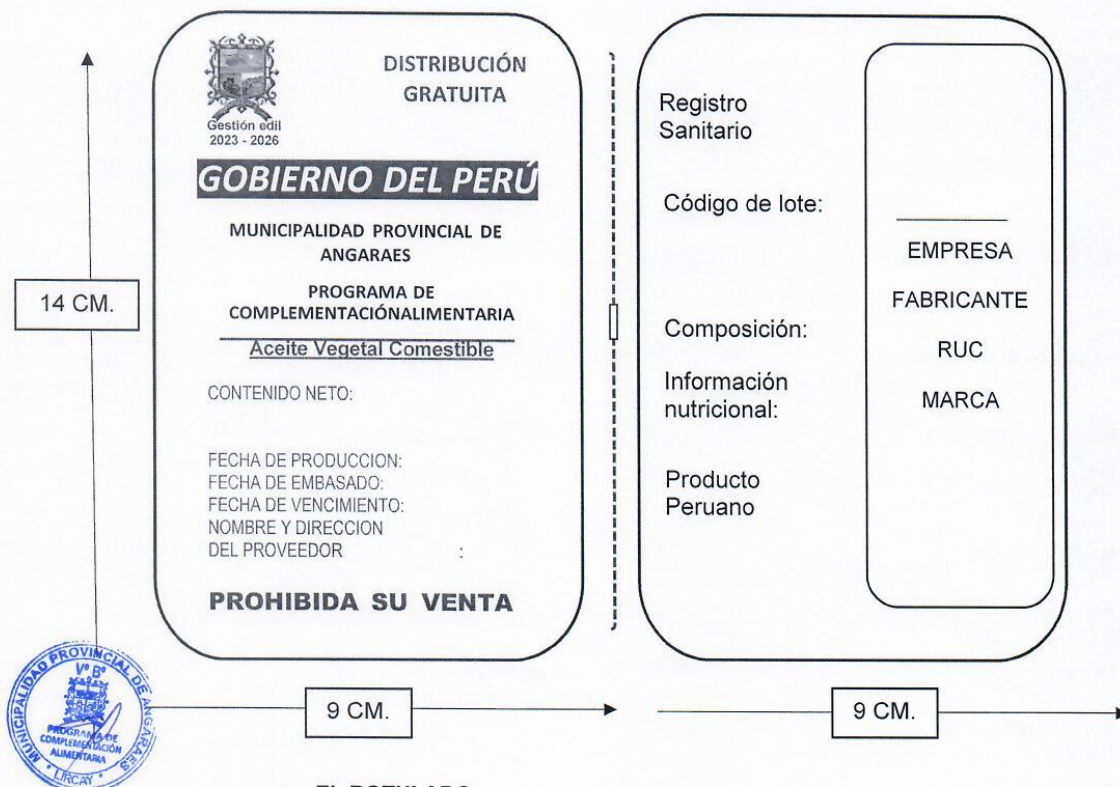 Gestión edil
2023 - 2026
DISTRIBUCIÓN
GRATUITA
GOBIERNO DEL PERÚ
MUNICIPALIDAD PROVINCIAL DE
ANGARAES
PROGRAMA DE
COMPLEMENTACIÓNALIMENTARIA
Aceite Vegetal Comestible
CONTENIDO NETO:
FECHA DE PRODUCCION:
FECHA DE EMBASADO:
FECHA DE VENCIMIENTO:
NOMBRE Y DIRECCION
DEL PROVEEDOR :
PROHIBIDA SU VENTA
14 CM.
9 CM.
Registro
Sanitario
Código de lote:
Composición:
Información
nutricional:
Producto
Peruano
EMPRESA
FABRICANTE
RUC
MARCA
9 CM.
MUNICIPALIDAD PROVINCIAL DE ANGARAES
V° B°
PROGRAMA DE
COMPLEMENTACIÓN
ALIMENTARIA
LIRCAY